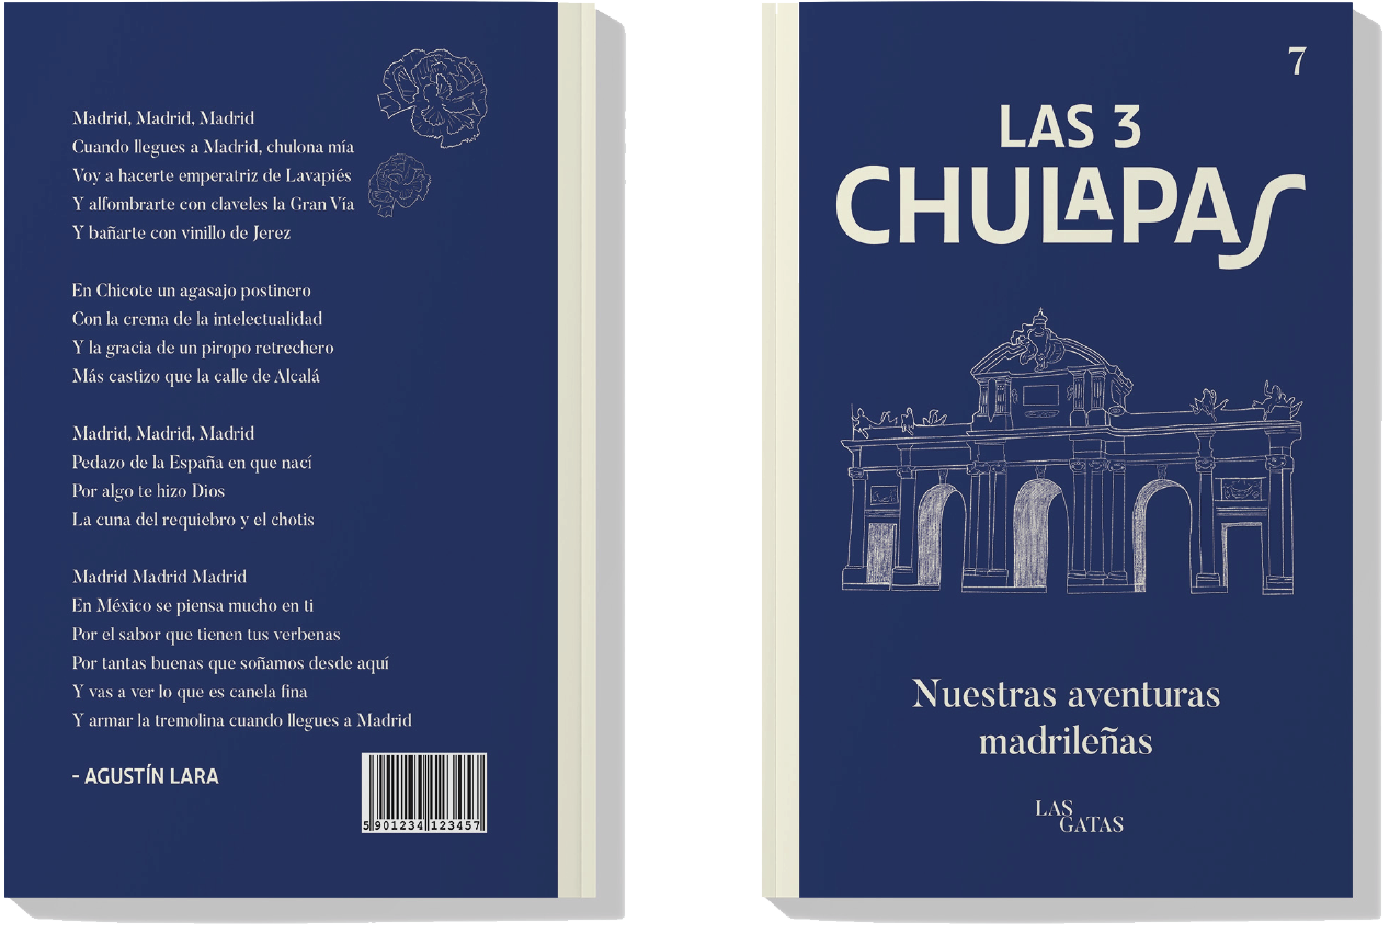 Madrid, Madrid, Madrid
Cuando llegues a Madrid, chulona mía
Voy a hacerte emperatriz de Lavapiés
Y alfombrarte con claveles la Gran Vía
Y bañarte con vinillo de Jerez
En Chicote un agasajo postinero
Con la crema de la intelectualidad
Y la gracia de un piropo retrechero
Más castizo que la calle de Alcalá
Madrid, Madrid, Madrid
Pedazo de la España en que nací
Por algo te hizo Dios
La cuna del requiebro y el chotis
Madrid Madrid Madrid
En México se piensa mucho en ti
Por el sabor que tienen tus verbenas
Por tantas buenas que soñamos desde aquí
Y vas a ver lo que es canela fina
Y armar la tremolina cuando llegues a Madrid
- AGUSTÍN LARA
5 901234 123457
7
LAS 3
CHULAPAS
Nuestras aventuras
madrileñas
LAS
GATAS